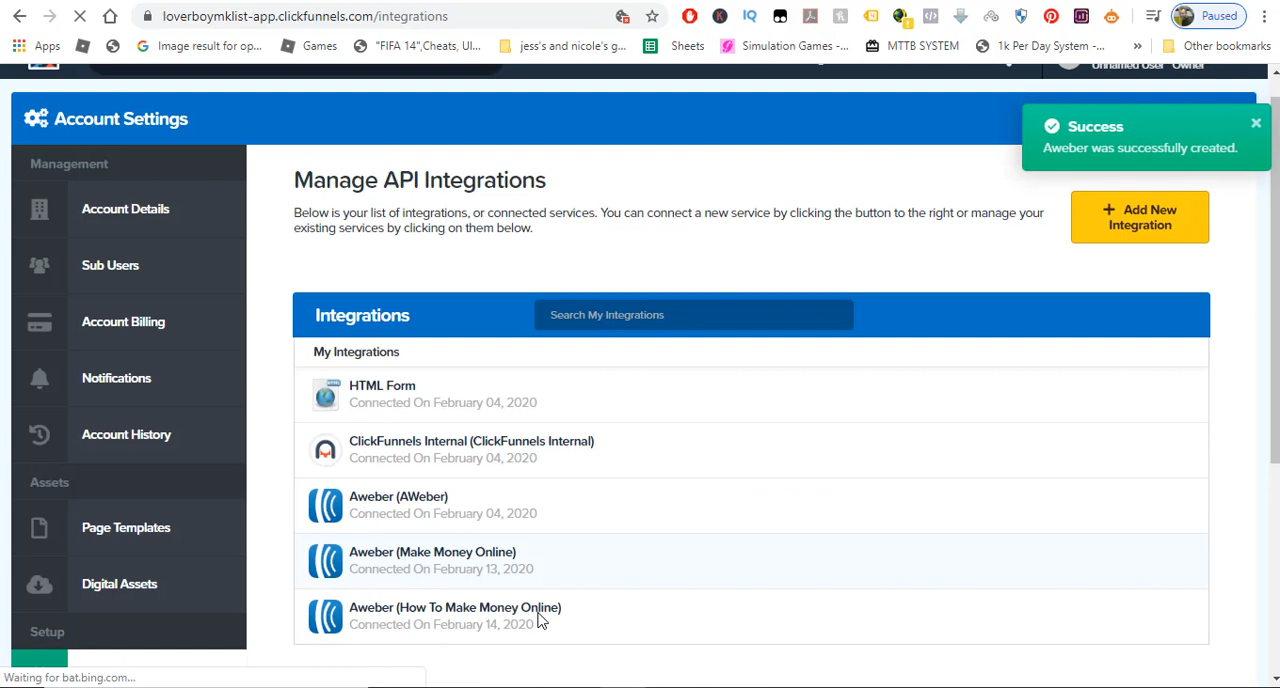 loverboymklist-app.clickfunnels.com/integrations
Paused
Apps
Image result for op...
Games
"FIFA 14",Cheats, Ul...
jess's and nicole's g...
Sheets
Simulation Games -...
MTTB SYSTEM
1k Per Day System -...
»
Other bookmarks
Unnamed User Owner
Account Settings
Success
Aweber was successfully created.
Management
Account Details
Sub Users
Account Billing
Notifications
Account History
Assets
Page Templates
Digital Assets
Setup
Manage API Integrations
Below is your list of integrations, or connected services. You can connect a new service by clicking the button to the right or manage your
existing services by clicking on them below.
+ Add New
Integration
Integrations
Search My Integrations
My Integrations
HTML Form
Connected On February 04, 2020
ClickFunnels Internal (ClickFunnels Internal)
Connected On February 04, 2020
Aweber (AWeber)
Connected On February 04, 2020
Aweber (Make Money Online)
Connected On February 13, 2020
Aweber (How To Make Money Online)
Connected On February 14, 2020
Waiting for bat.bing.com...